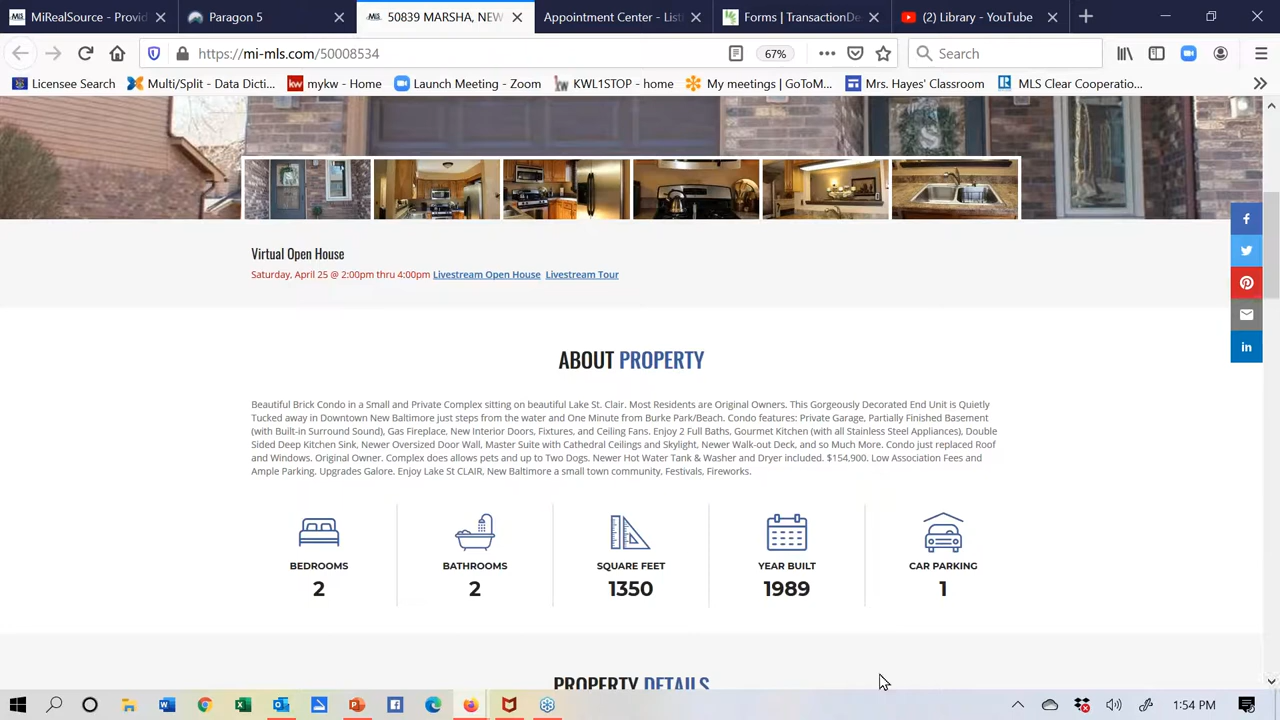 MiRealSource - Provid
Paragon 5
50839 MARSHA, NEW
Appointment Center - Listi
Forms | TransactionDe
(2) Library - YouTube
https://mi-mls.com/50008534
67%
Search
Licensee Search
Multi/Split - Data Dicti...
mykw - Home
Launch Meeting - Zoom
KWL1STOP - home
My meetings | GoToM...
Mrs. Hayes' Classroom
MLS Clear Cooperatio...
Virtual Open House
Saturday, April 25 @ 2:00pm thru 4:00pm Livestream Open House Livestream Tour
ABOUT PROPERTY
Beautiful Brick Condo in a Small and Private Complex sitting on beautiful Lake St. Clair. Most Residents are Original Owners. This Gorgeously Decorated End Unit is Quietly
Tucked away in Downtown New Baltimore just steps from the water and One Minute from Burke Park/Beach. Condo features: Private Garage, Partially Finished Basement
(with Built-in Surround Sound), Gas Fireplace, New Interior Doors, Fixtures, and Ceiling Fans. Enjoy 2 Full Baths, Gourmet Kitchen (with all Stainless Steel Appliances), Double
Sided Deep Kitchen Sink, Newer Oversized Door Wall, Master Suite with Cathedral Ceilings and Skylight, Newer Walk-out Deck, and so Much More. Condo just replaced Roof
and Windows. Original Owner. Complex does allows pets and up to Two Dogs. Newer Hot Water Tank & Washer and Dryer included. $154,900. Low Association Fees and
Ample Parking. Upgrades Galore. Enjoy Lake St CLAIR, New Baltimore a small town community. Festivals, Fireworks.
BEDROOMS
2
BATHROOMS
2
SQUARE FEET
1350
YEAR BUILT
1989
CAR PARKING
1
PROPERTY DETAILS
1:54 PM